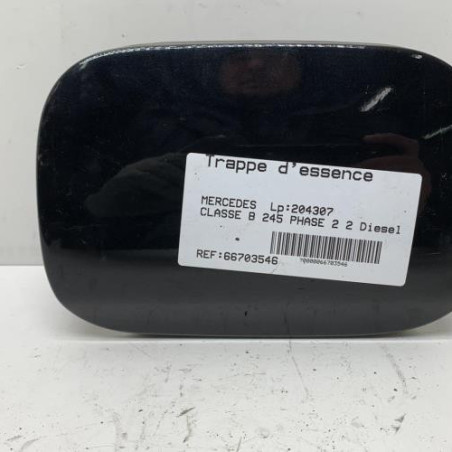 Trappe d'essence
MERCEDES Lp:204307
CLASSE B 245 PHASE 2 2 Diesel
REF:66703546